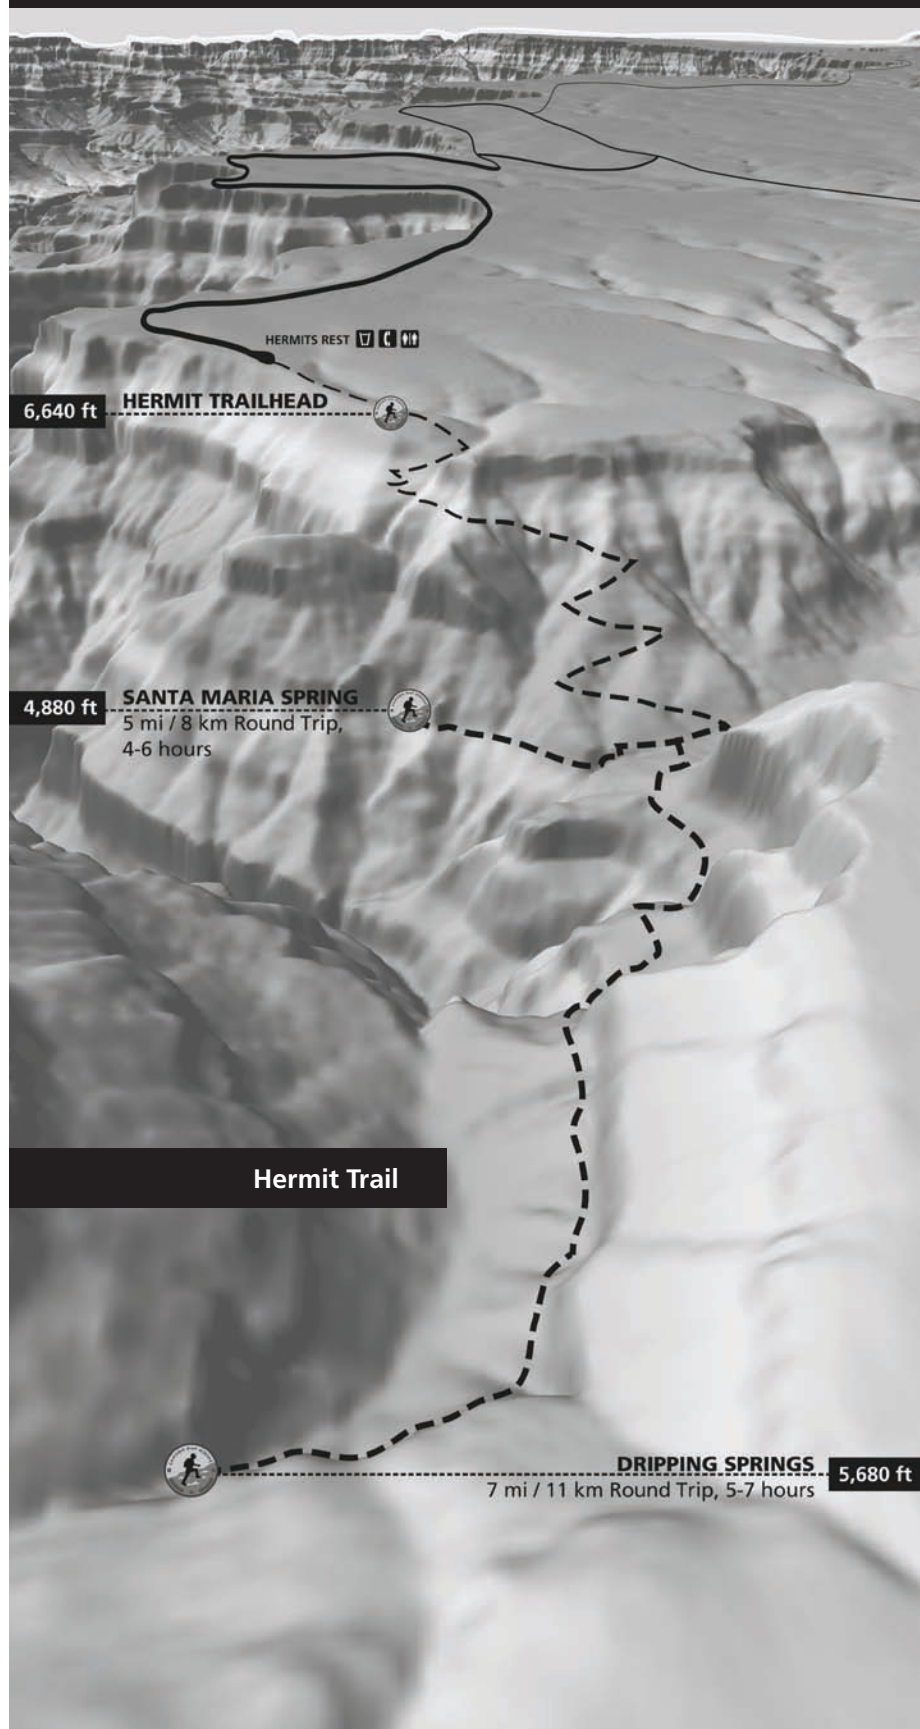 HERMITS REST
6,640 ft
HERMIT TRAILHEAD
4,880 ft
SANTA MARIA SPRING
5 mi / 8 km Round Trip,
4-6 hours
Hermit Trail
DRIPPING SPRINGS
7 mi / 11 km Round Trip, 5-7 hours
5,680 ft